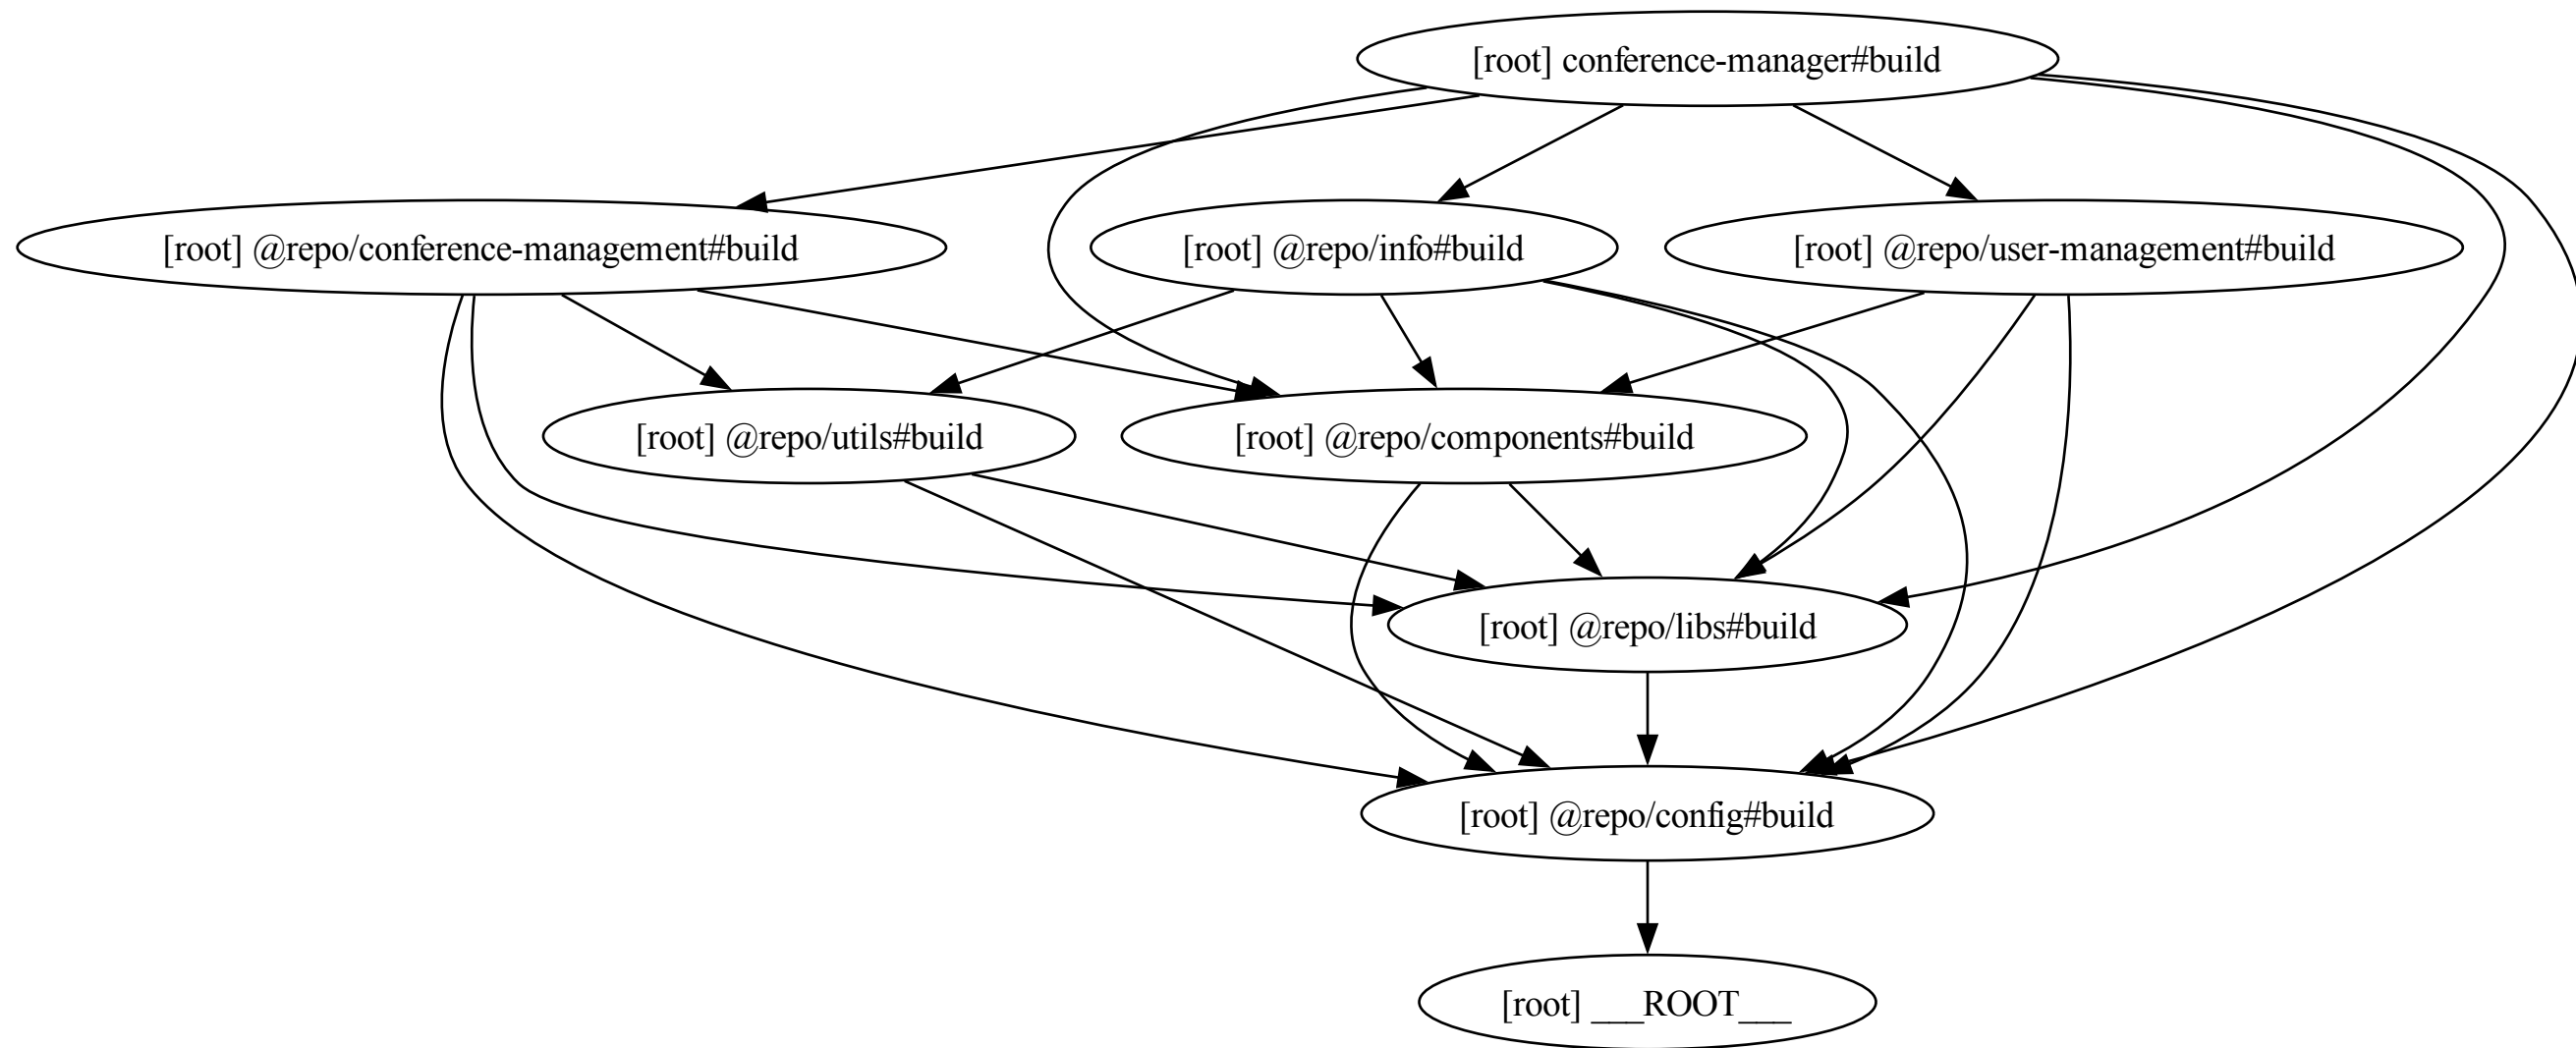 [root] conference-manager#build
[root] @repo/conference-management#build
[root] @repo/info#build
[root] @repo/user-management#build
[root] @repo/utils#build
[root] @repo/components#build
[root] @repo/libs#build
[root] @repo/config#build
[root] ___ROOT___